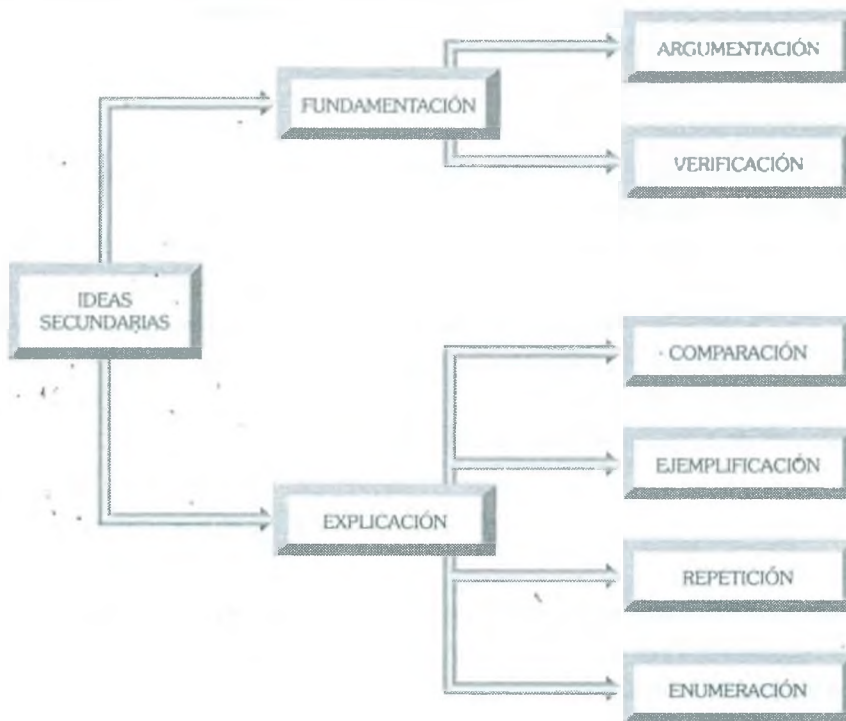 ARGUMENTACIÓN
FUNDAMENTACIÓN
VERIFICACIÓN
IDEAS
SECUNDARIAS
COMPARACIÓN
EJEMPLIFICACIÓN
EXPLICACIÓN
REPETICIÓN
ENUMERACIÓN